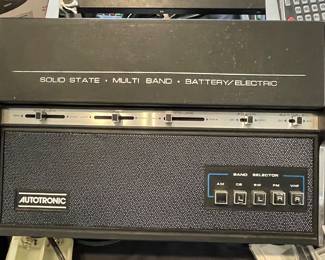 SOLID STATE • MULTI BAND • BATTERY/ELECTRIC
BAND SELECTOR
AM CB SW FM VHF
AUTOTRONIC